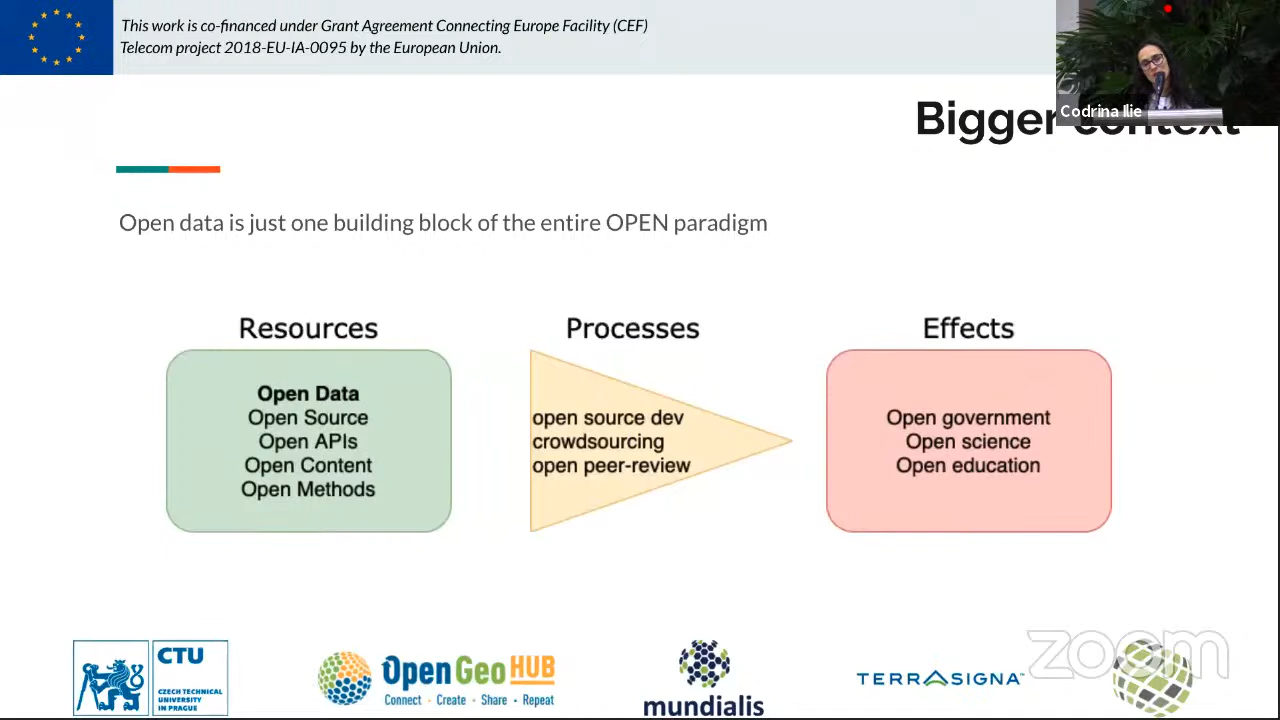 This work is co-financed under Grant Agreement Connecting Europe Facility (CEF)
Telecom project 2018-EU-IA-0095 by the European Union.
Codrina Ilie
Bigger context
Open data is just one building block of the entire OPEN paradigm
Resources
Open Data
Open Source
Open APIs
Open Content
Open Methods
Processes
open source dev
crowdsourcing
open peer-review
Effects
Open government
Open science
Open education
CTU
CZECH TECHNICAL
UNIVERSITY
IN PRAGUE
OpenGeoHUB
Connect · Create · Share · Repeat
mundialis
TERRASIGNA™
zoom